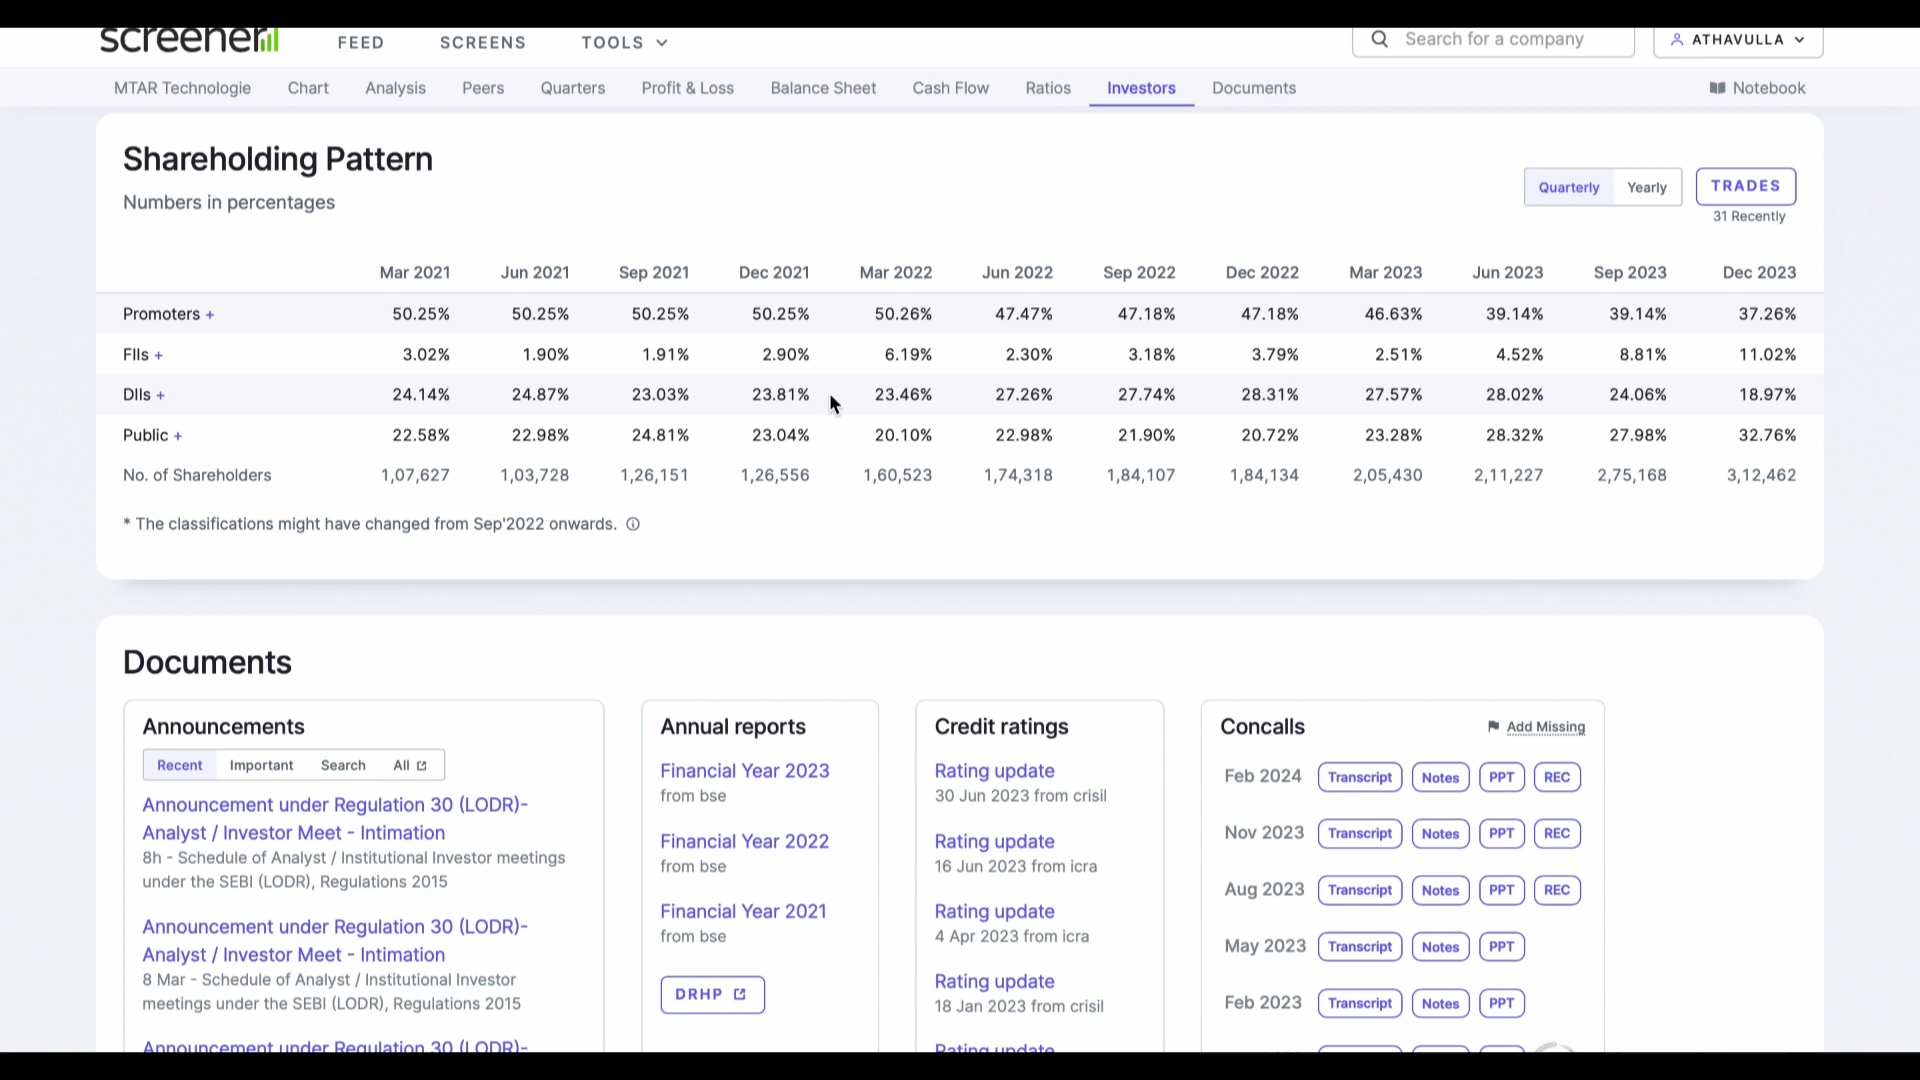 screener
FEED
SCREENS
TOOLS
Search for a company
ATHAVULLA
MTAR Technologie
Chart
Analysis
Peers
Quarters
Profit & Loss
Balance Sheet
Cash Flow
Ratios
Investors
Documents
Notebook
Shareholding Pattern
Numbers in percentages
Quarterly
Yearly
TRADES
31 Recently
Mar 2021 Jun 2021 Sep 2021 Dec 2021 Mar 2022 Jun 2022 Sep 2022 Dec 2022 Mar 2023 Jun 2023 Sep 2023 Dec 2023
Promoters + 50.25% 50.25% 50.25% 50.25% 50.26% 47.47% 47.18% 47.18% 46.63% 39.14% 39.14% 37.26%
FIIs + 3.02% 1.90% 1.91% 2.90% 6.19% 2.30% 3.18% 3.79% 2.51% 4.52% 8.81% 11.02%
DIIs + 24.14% 24.87% 23.03% 23.81% 23.46% 27.26% 27.74% 28.31% 27.57% 28.02% 24.06% 18.97%
Public + 22.58% 22.98% 24.81% 23.04% 20.10% 22.98% 21.90% 20.72% 23.28% 28.32% 27.98% 32.76%
No. of Shareholders 1,07,627 1,03,728 1,26,151 1,26,556 1,60,523 1,74,318 1,84,107 1,84,134 2,05,430 2,11,227 2,75,168 3,12,462
* The classifications might have changed from Sep'2022 onwards.
Documents
Announcements
Recent
Important
Search
All
Announcement under Regulation 30 (LODR)-
Analyst / Investor Meet - Intimation
8h - Schedule of Analyst / Institutional Investor meetings
under the SEBI (LODR), Regulations 2015
Announcement under Regulation 30 (LODR)-
Analyst / Investor Meet - Intimation
8 Mar - Schedule of Analyst / Institutional Investor
meetings under the SEBI (LODR), Regulations 2015
Announcement under Regulation 30 (LODR)-
Annual reports
Financial Year 2023
from bse
Financial Year 2022
from bse
Financial Year 2021
from bse
DRHP
Credit ratings
Rating update
30 Jun 2023 from crisil
Rating update
16 Jun 2023 from icra
Rating update
4 Apr 2023 from icra
Rating update
18 Jan 2023 from crisil
Rating update
Concalls
Add Missing
Feb 2024 Transcript Notes PPT REC
Nov 2023 Transcript Notes PPT REC
Aug 2023 Transcript Notes PPT REC
May 2023 Transcript Notes PPT
Feb 2023 Transcript Notes PPT